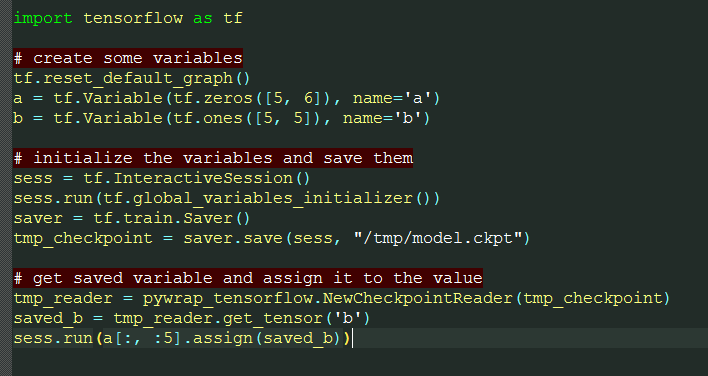 import tensorflow as tf
# create some variables
tf.reset_default_graph()
a = tf.Variable(tf.zeros([5, 6]), name='a')
b = tf.Variable(tf.ones([5, 5]), name='b')
# initialize the variables and save them
sess = tf.InteractiveSession()
sess.run(tf.global_variables_initializer())
saver = tf.train.Saver()
tmp_checkpoint = saver.save(sess, "/tmp/model.ckpt")
# get saved variable and assign it to the value
tmp_reader = pywrap_tensorflow.NewCheckpointReader(tmp_checkpoint)
saved_b = tmp_reader.get_tensor('b')
sess.run(a[:, :5].assign(saved_b))